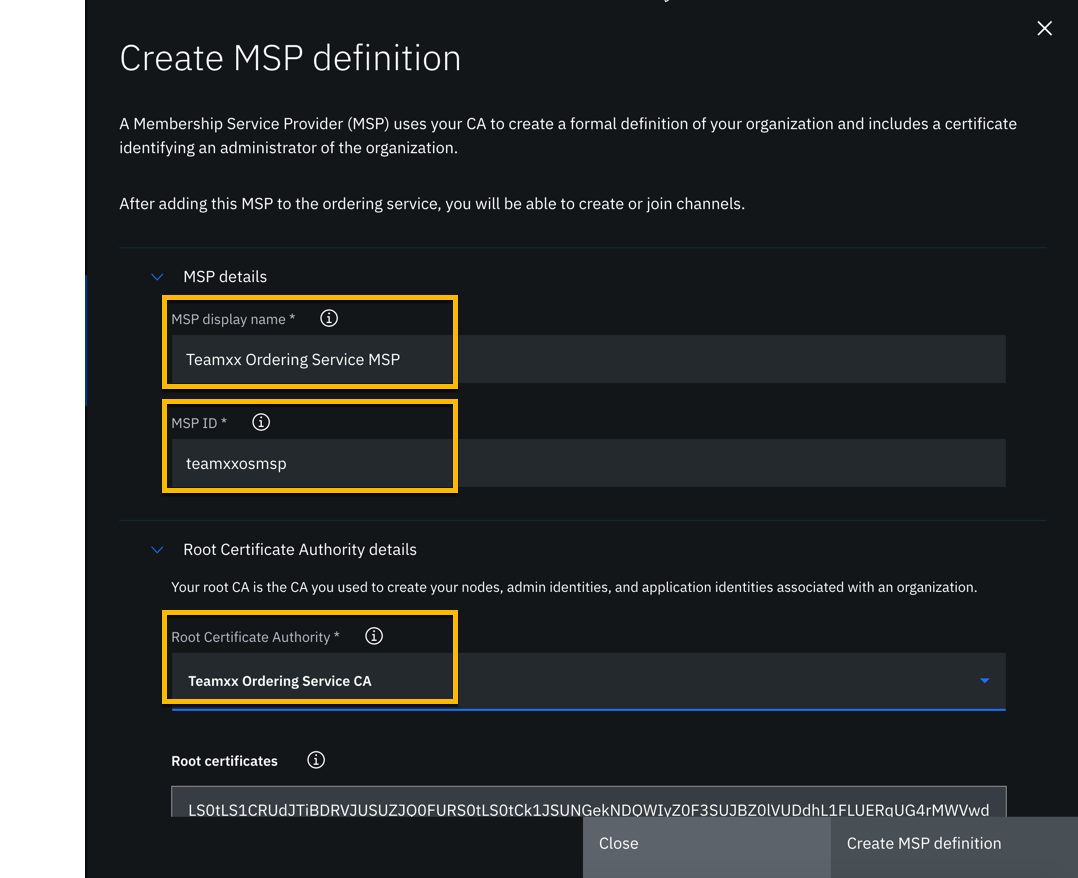 Create MSP definition
A Membership Service Provider (MSP) uses your CA to create a formal definition of your organization and includes a certificate
identifying an administrator of the organization.
After adding this MSP to the ordering service, you will be able to create or join channels.
MSP details
MSP display name *
Teamxx Ordering Service MSP
MSP ID *
teamxxosmsp
Root Certificate Authority details
Your root CA is the CA you used to create your nodes, admin identities, and application identities associated with an organization.
Root Certificate Authority *
Teamxx Ordering Service CA
Root certificates
LS0tLS1CRUdJTiBDRVJUSUZJQ0FURS0tLS0tCk1JSUNGekNDQWIyZ0F3SUJBZ0lVUDdhL1FLUERqUG4rMWVwd
Close
Create MSP definition